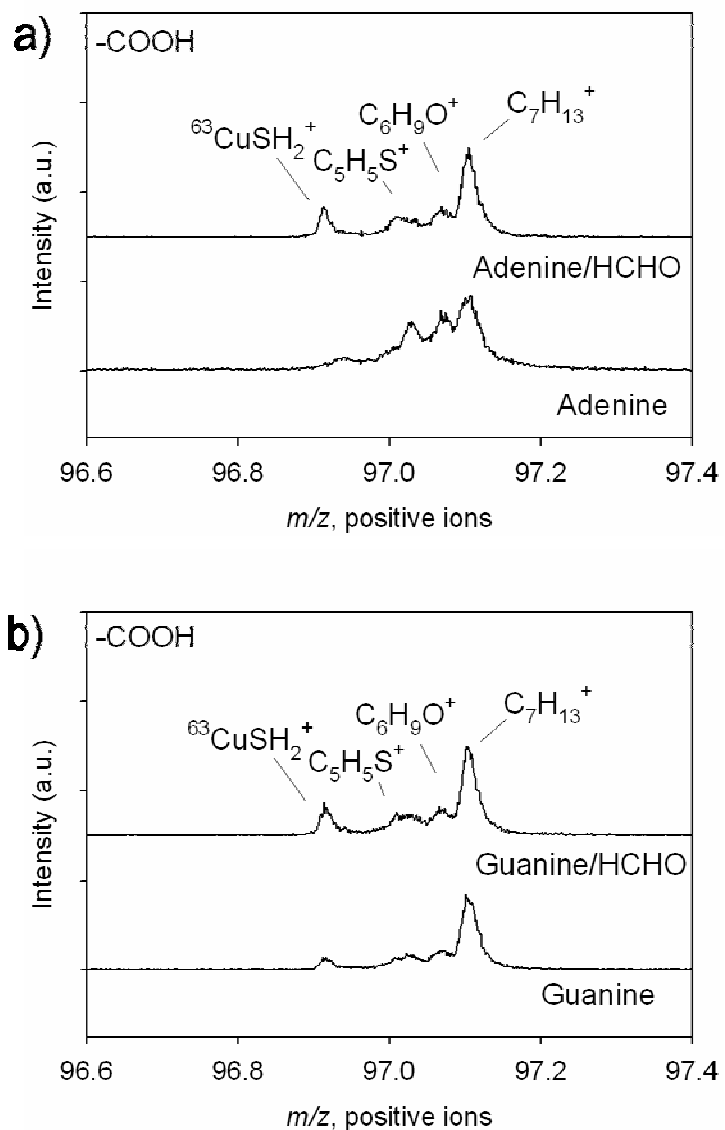 a)
-COOH
⁶³CuSH₂⁺
C₅H₅S⁺
C₆H₉O⁺
C₇H₁₃⁺
Intensity (a.u.)
Adenine/HCHO
Adenine
96.6 96.8 97.0 97.2 97.4
m/z, positive ions
b)
-COOH
⁶³CuSH₂⁺
C₅H₅S⁺
C₆H₉O⁺
C₇H₁₃⁺
Intensity (a.u.)
Guanine/HCHO
Guanine
96.6 96.8 97.0 97.2 97.4
m/z, positive ions